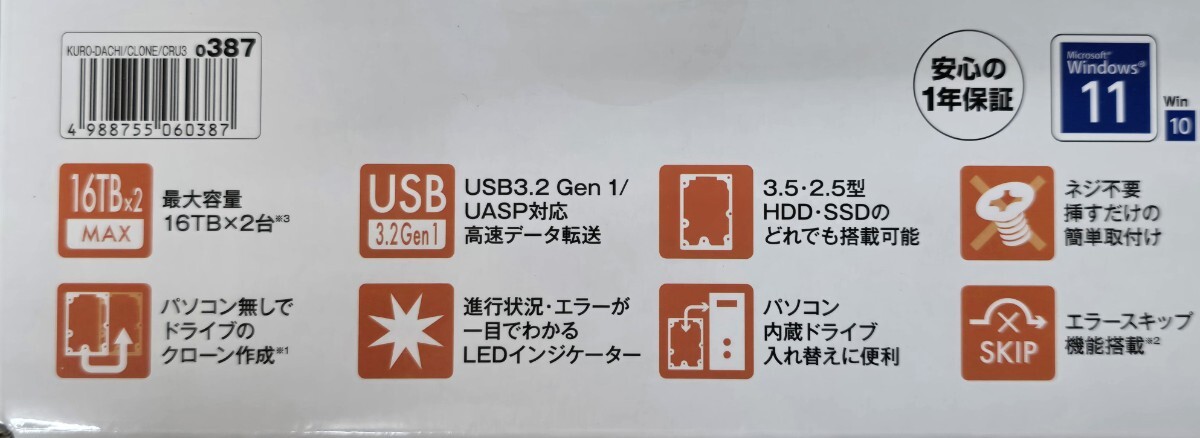 KURO-DACHI/CLONE/CRU3 0387
4 988755 060387
安心の
1年保証
Microsoft®
Windows®
11
Win
10
16TB×2
MAX
最大容量
16TB×2台※3
USB
3.2Gen1
USB3.2 Gen 1/
UASP対応
高速データ転送
3.5・2.5型
HDD・SSDの
どれでも搭載可能
ネジ不要
挿すだけの
簡単取付け
パソコン無しで
ドライブの
クローン作成※1
進行状況・エラーが
一目でわかる
LEDインジケーター
パソコン
内蔵ドライブ
入れ替えに便利
SKIP
エラースキップ
機能搭載※2